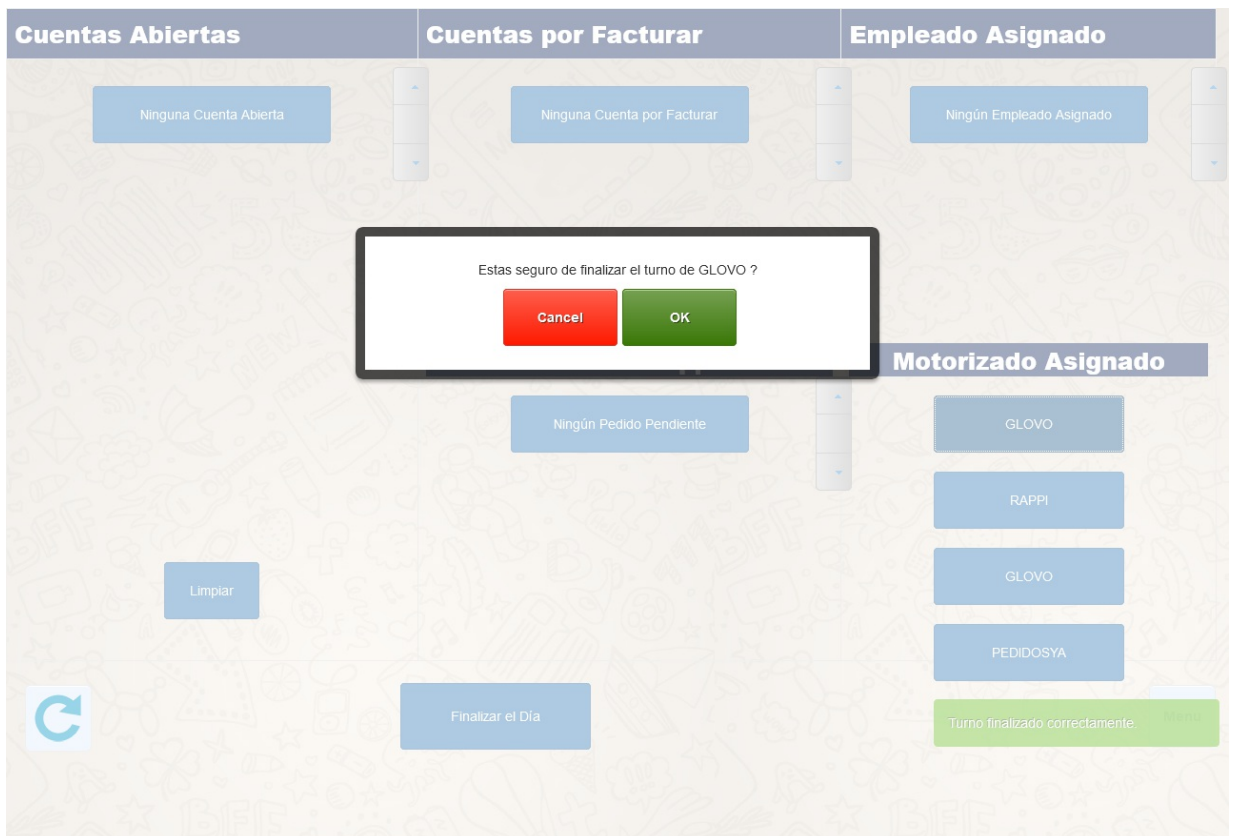 Cuentas Abiertas
Cuentas por Facturar
Empleado Asignado
Ninguna Cuenta Abierta
Ninguna Cuenta por Facturar
Ningún Empleado Asignado
Estas seguro de finalizar el turno de GLOVO ?
Cancel
OK
Motorizado Asignado
Ningún Pedido Pendiente
GLOVO
RAPPI
GLOVO
Limpiar
PEDIDOSYA
Finalizar el Día
Menú
Turno finalizado correctamente.